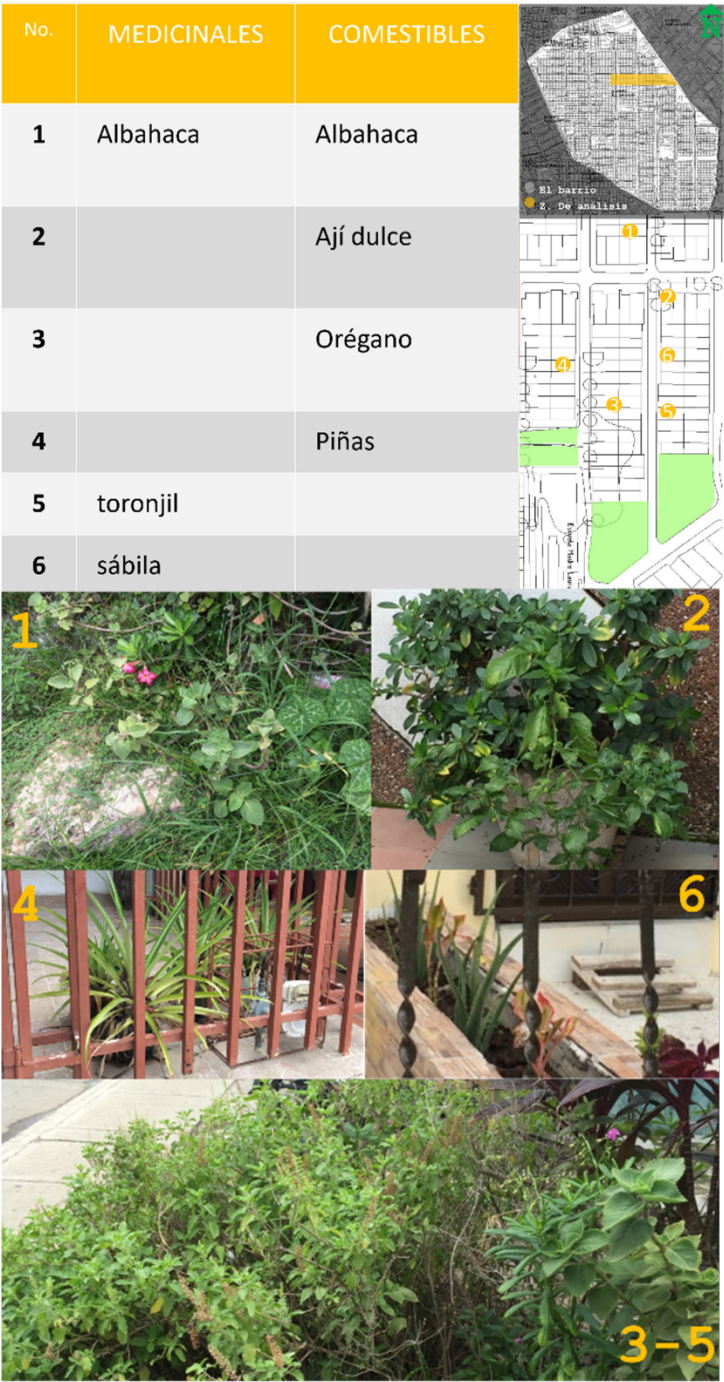 No. MEDICINALES COMESTIBLES
1 Albahaca Albahaca
2 Ají dulce
3 Orégano
4 Piñas
5 toronjil
6 sábila
N
El barrio
Z. De análisis
1
2
6
4
3
5
1
2
4
6
3-5